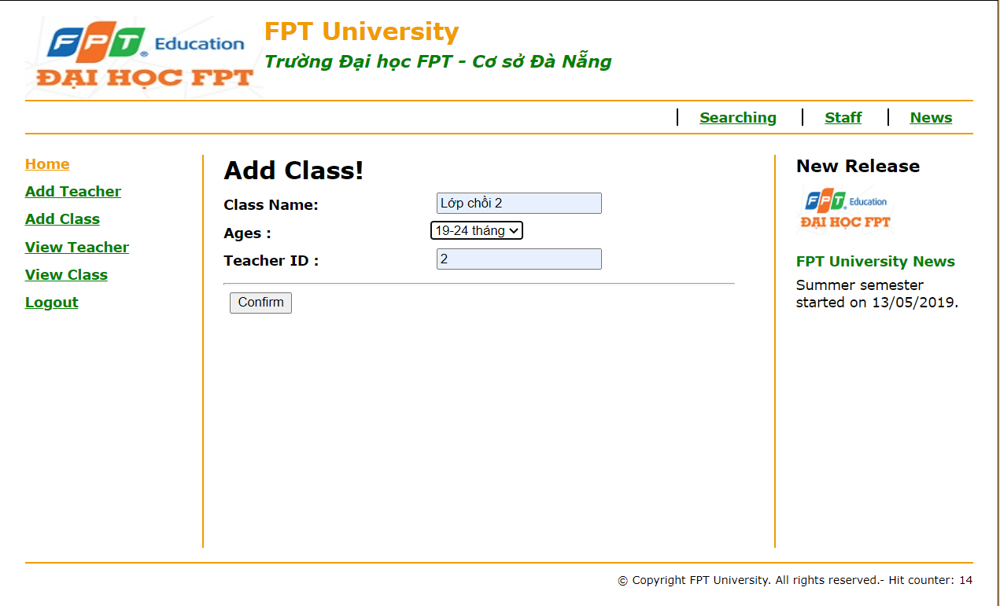 FPT Education
ĐẠI HỌC FPT
FPT University
Trường Đại học FPT - Cơ sở Đà Nẵng
Searching
Staff
News
Home
Add Teacher
Add Class
View Teacher
View Class
Logout
Add Class!
Class Name: Lớp chồi 2
Ages : 19-24 tháng
Teacher ID : 2
Confirm
New Release
FPT Education
ĐẠI HỌC FPT
FPT University News
Summer semester
started on 13/05/2019.
© Copyright FPT University. All rights reserved.- Hit counter: 14